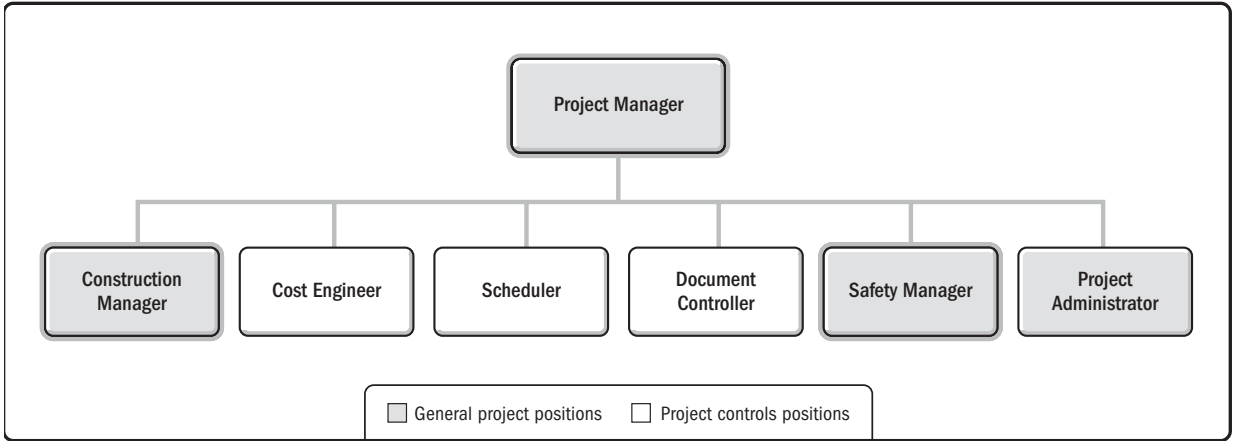 Project Manager
Construction
Manager
Cost Engineer
Scheduler
Document
Controller
Safety Manager
Project
Administrator
General project positions
Project controls positions